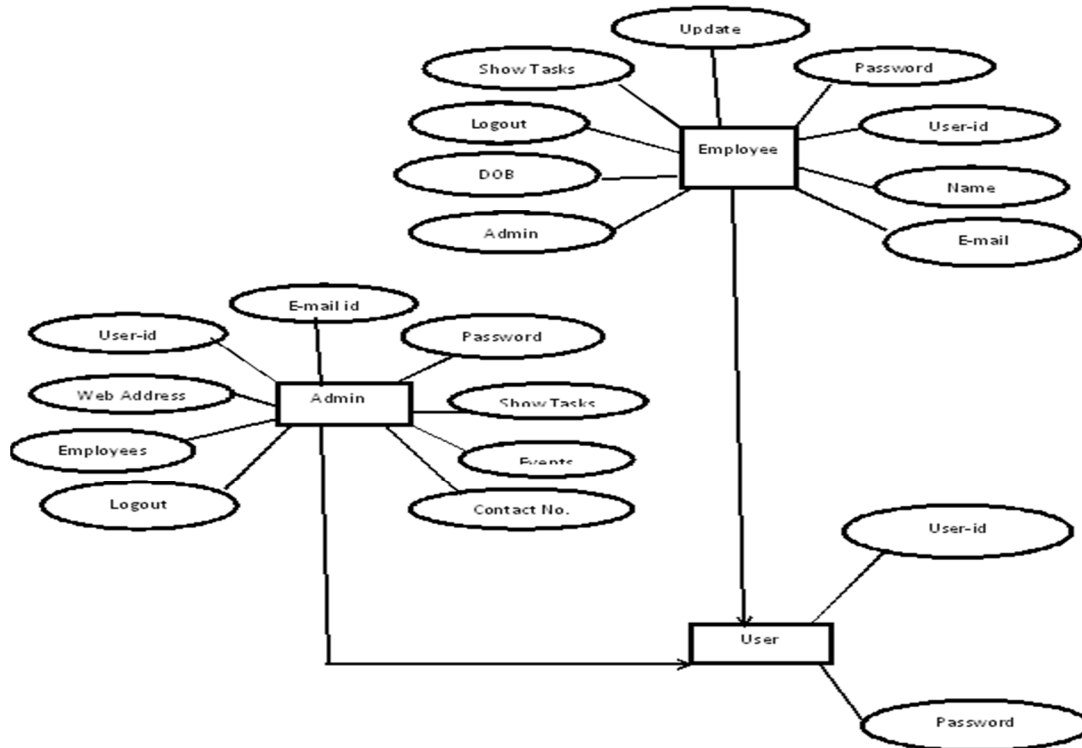 Update
Show Tasks
Password
Logout
User-id
Employee
DOB
Name
Admin
E-mail
E-mail id
User-id
Password
Web Address
Admin
Show Tasks
Employees
Events
Logout
Contact No.
User-id
User
Password